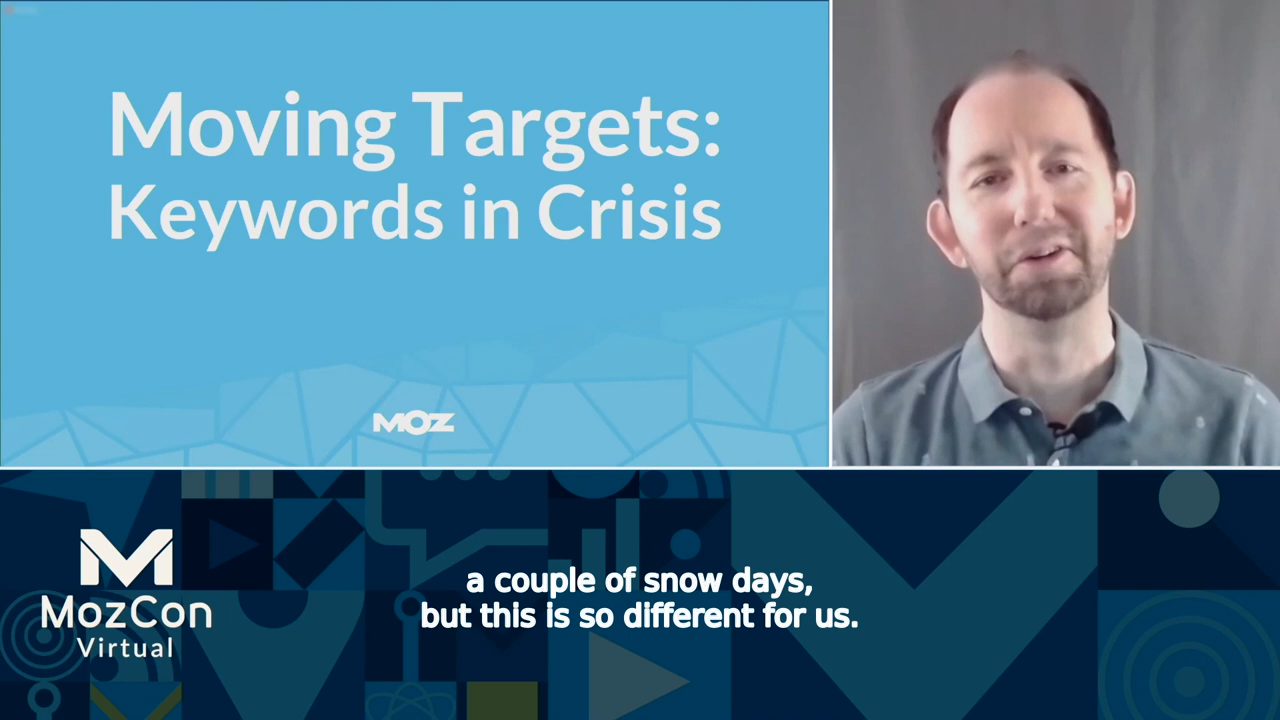 Moving Targets:
Keywords in Crisis
MOZ
MozCon
Virtual
a couple of snow days,
but this is so different for us.